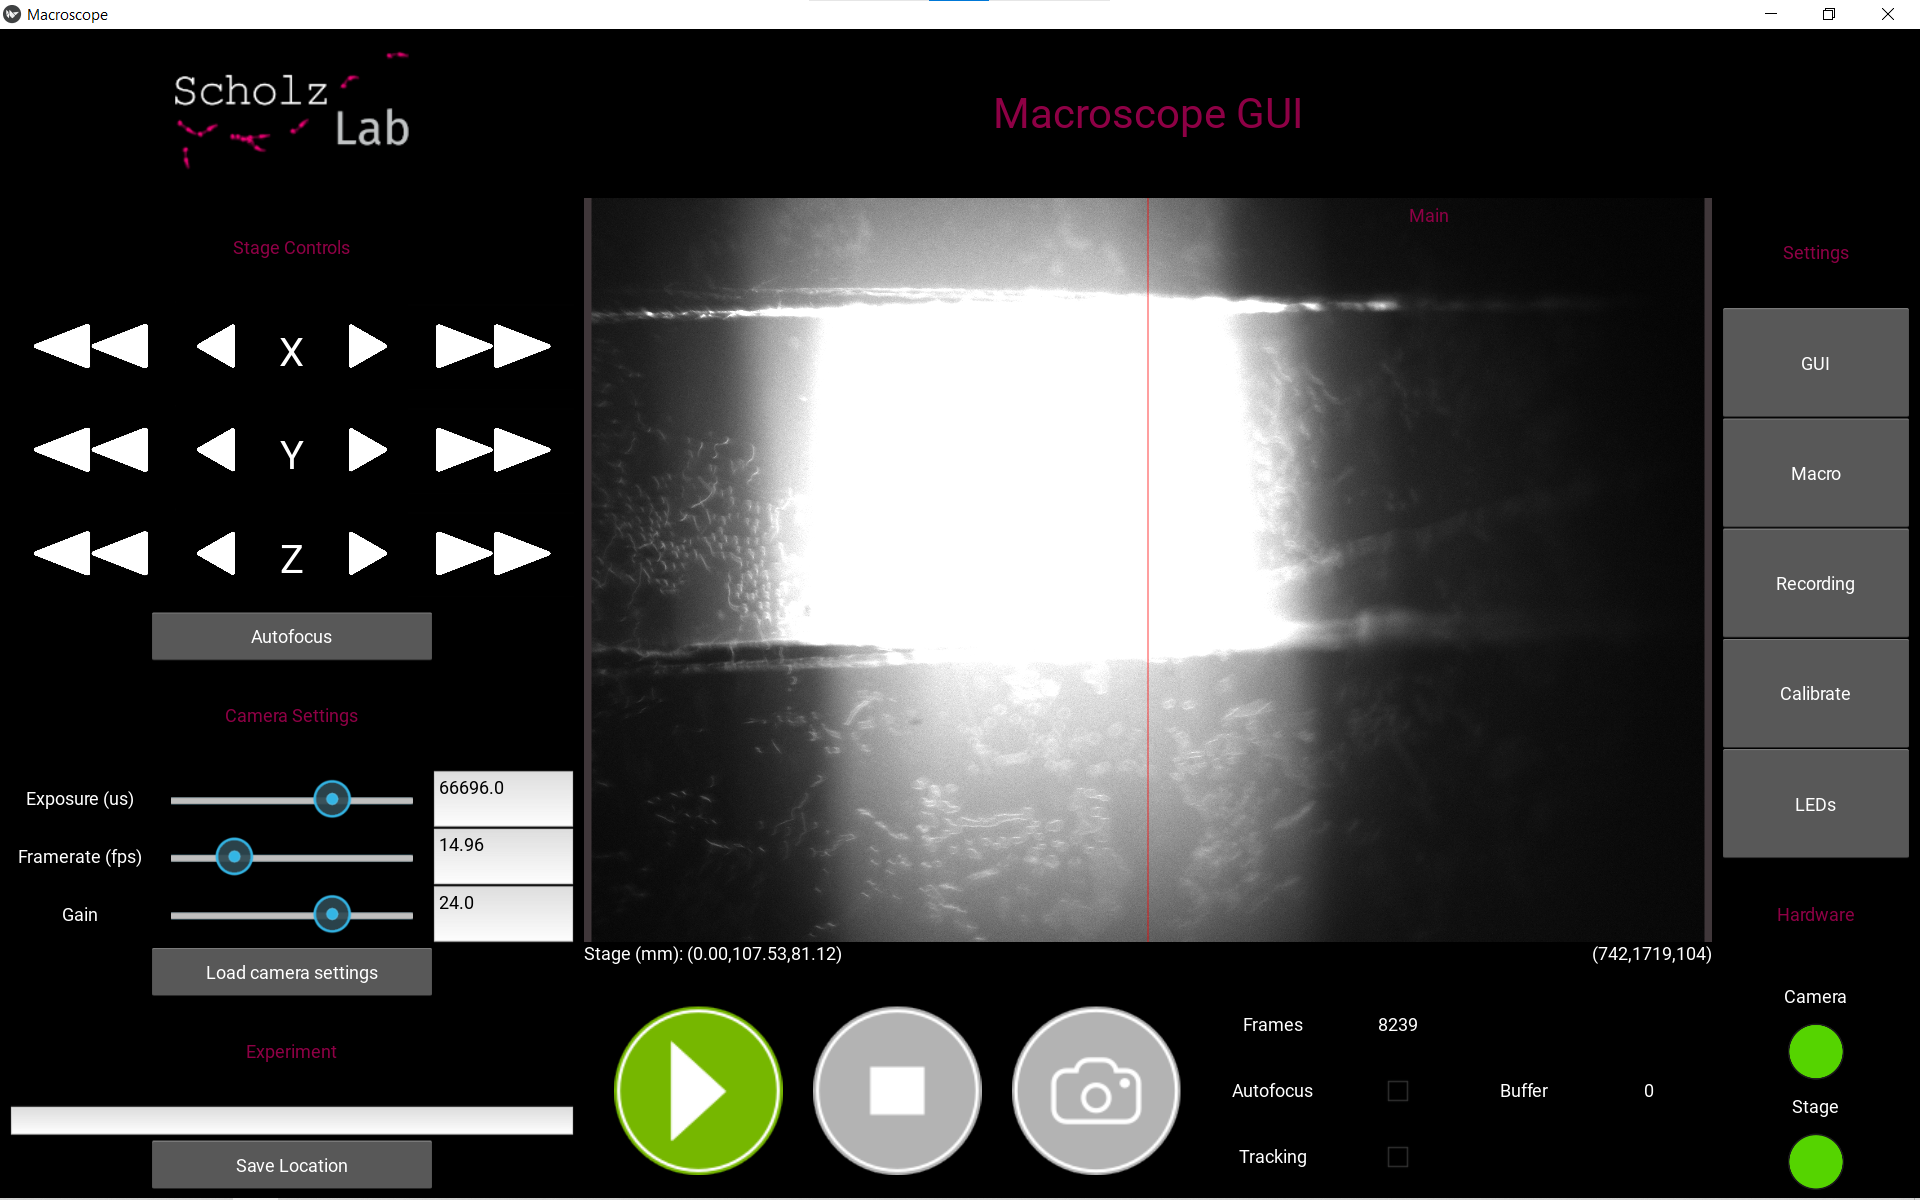 Macroscope
Scholz
Lab
Macroscope GUI
Stage Controls
X
Y
Z
Autofocus
Camera Settings
Exposure (us) 66696.0
Framerate (fps) 14.96
Gain 24.0
Load camera settings
Experiment
Save Location
Main
Stage (mm): (0.00,107.53,81.12) (742,1719,104)
Frames 8239
Autofocus Buffer 0
Tracking
Settings
GUI
Macro
Recording
Calibrate
LEDs
Hardware
Camera
Stage